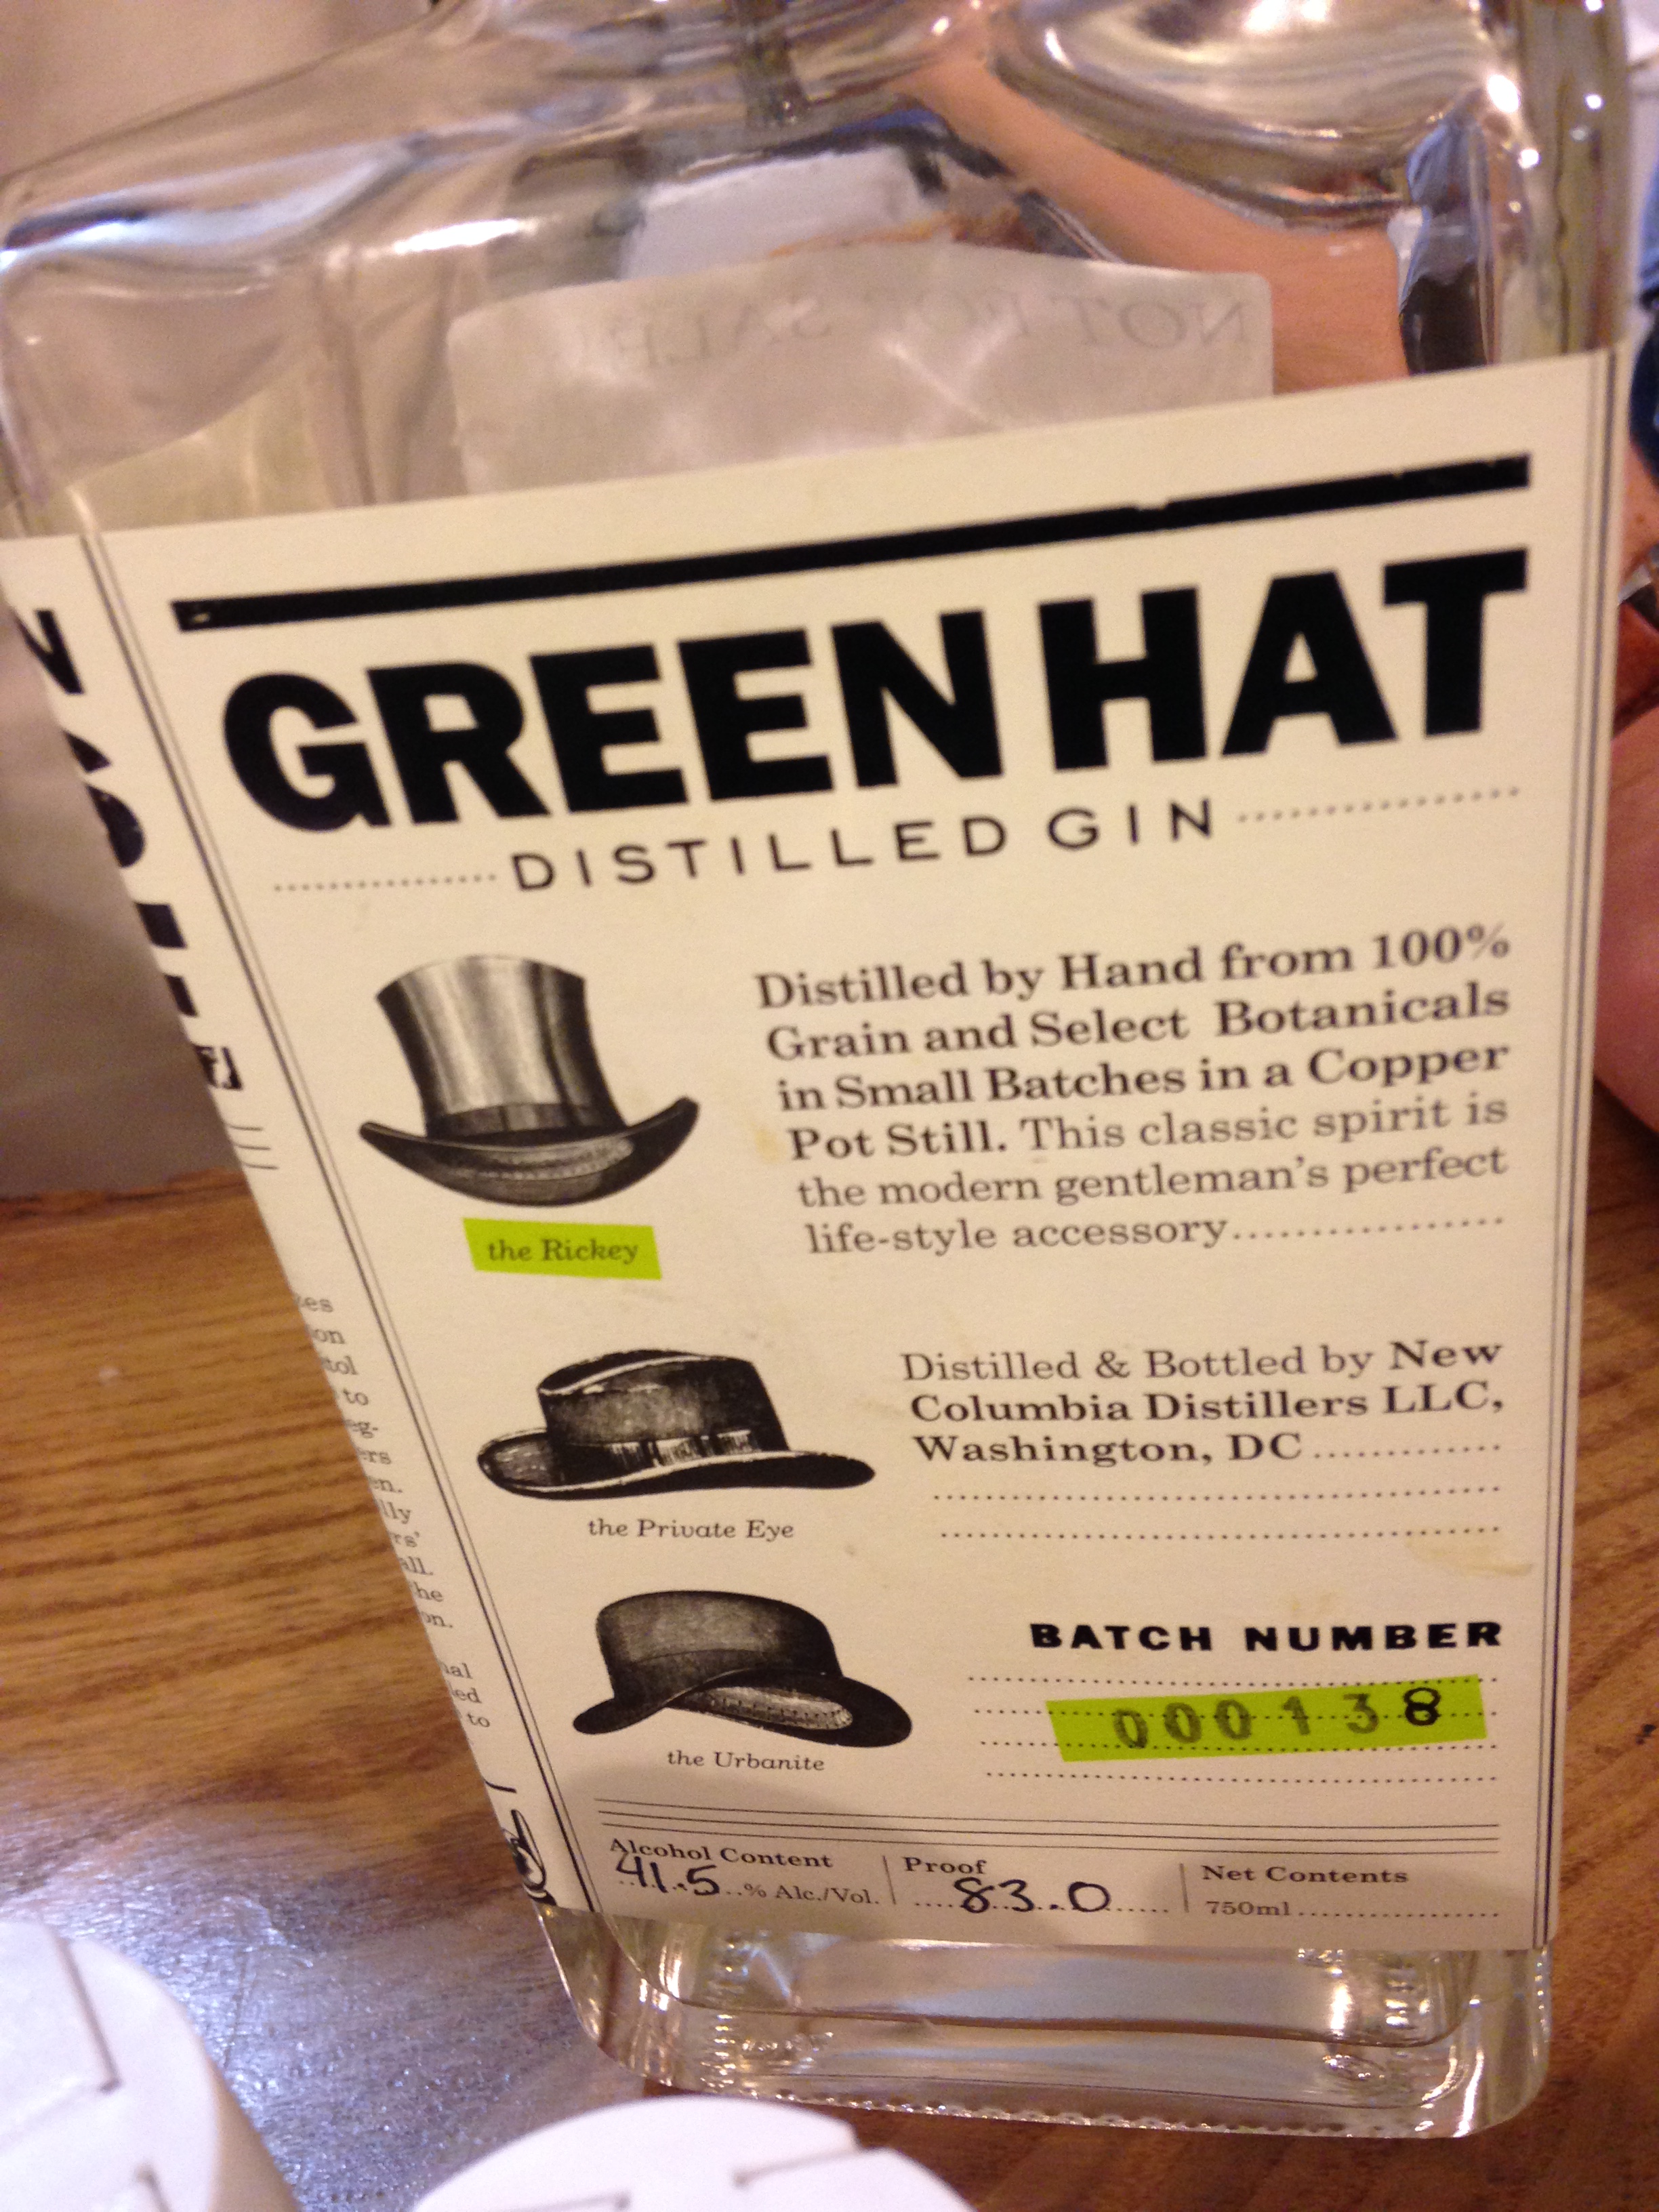 NOT FOR SALE
GREEN HAT
DISTILLED GIN
Distilled by Hand from 100%
Grain and Select Botanicals
in Small Batches in a Copper
Pot Still. This classic spirit is
the modern gentleman's perfect
life-style accessory
the Rickey
Distilled & Bottled by New
Columbia Distillers LLC,
Washington, DC
the Private Eye
BATCH NUMBER
000138
the Urbanite
Alcohol Content
41.5 % Alc./Vol.
Proof
83.0
Net Contents
750ml